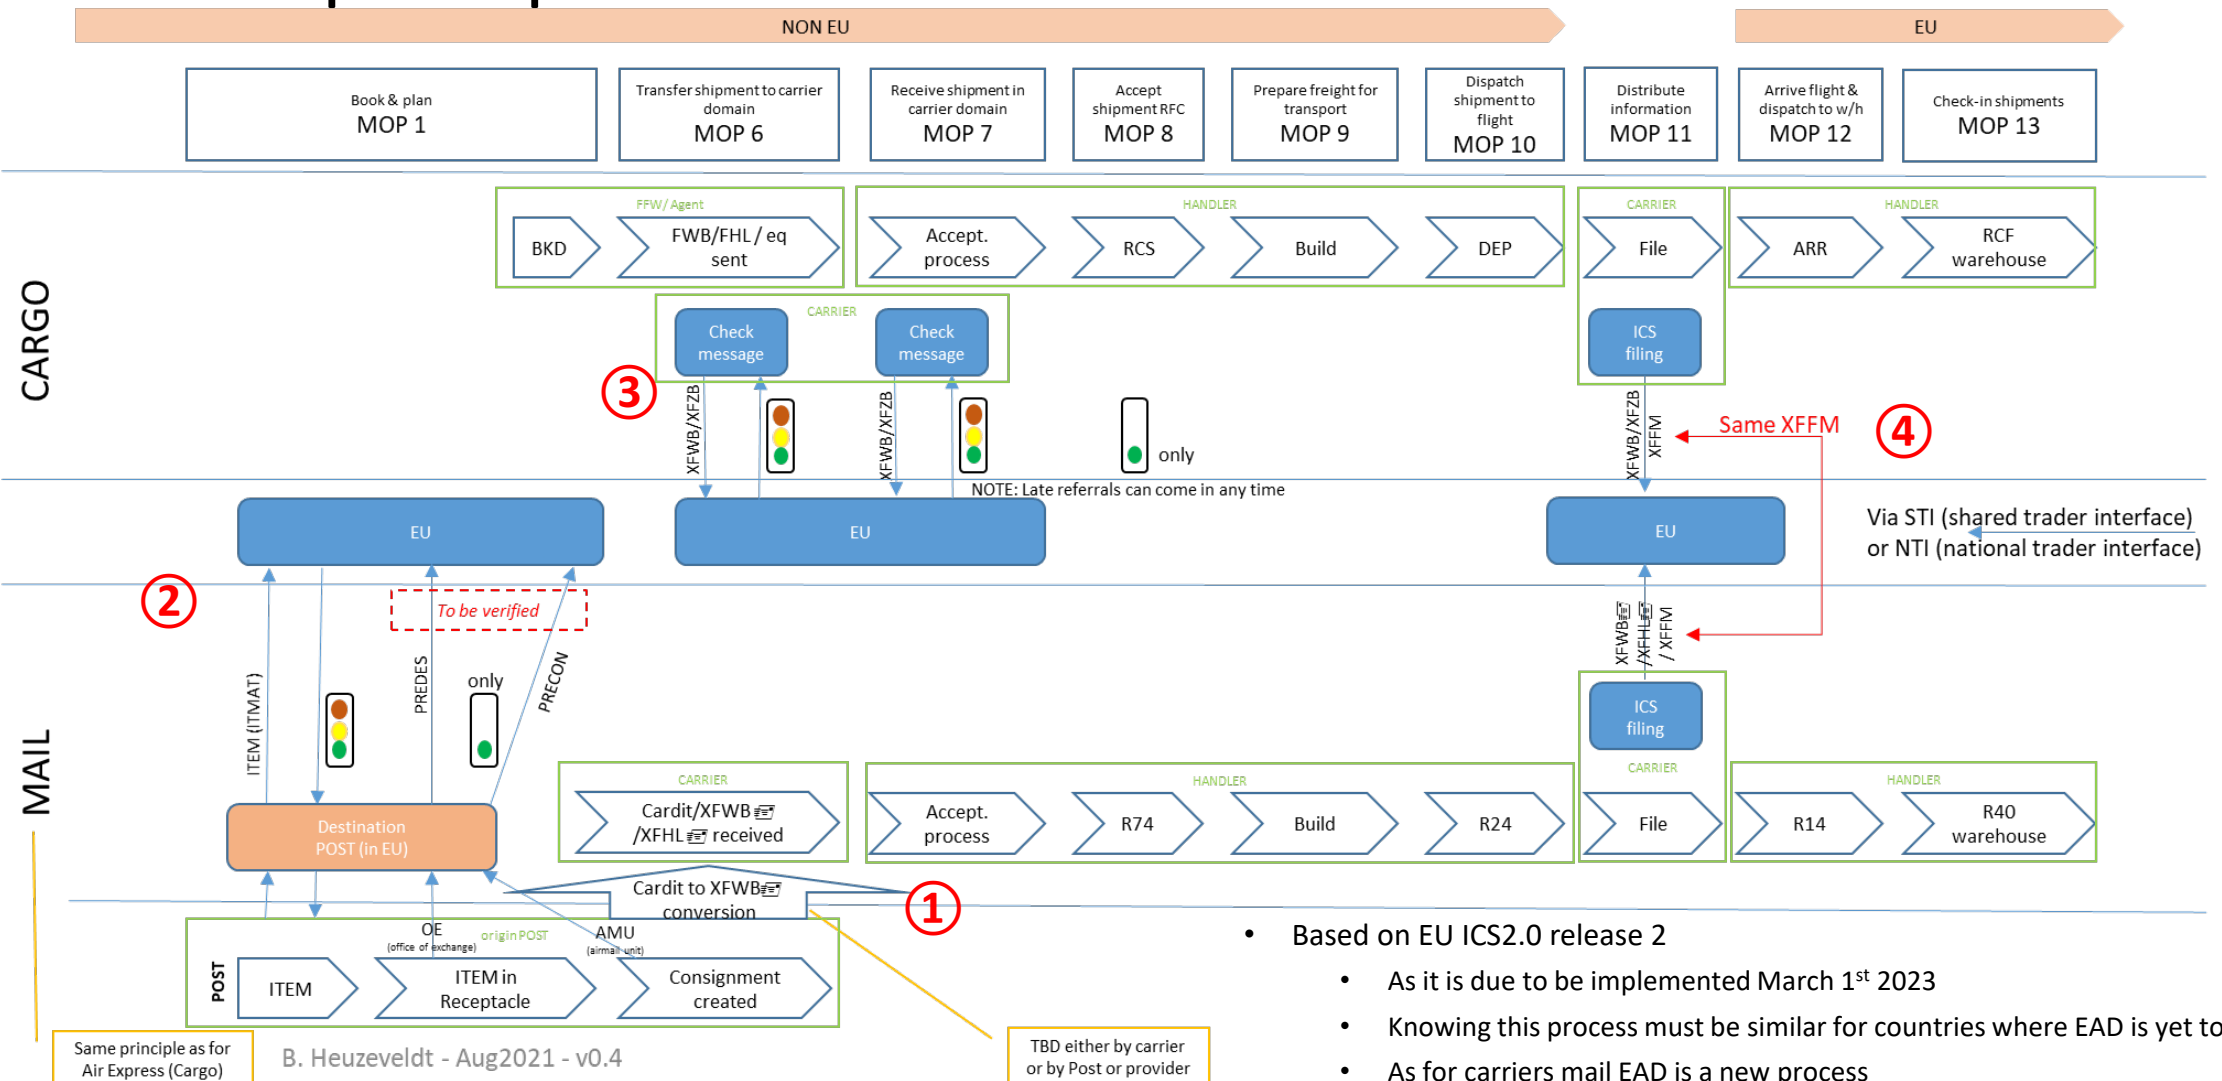 NON EU
EU
Book & plan
MOP 1
Transfer shipment to carrier
domain
MOP 6
Receive shipment in
carrier domain
MOP 7
Accept
shipment RFC
MOP 8
Prepare freight for
transport
MOP 9
Dispatch
shipment to
flight
MOP 10
Distribute
information
MOP 11
Arrive flight &
dispatch to w/h
MOP 12
Check-in shipments
MOP 13
CARGO
FFW/ Agent
BKD
FWB/FHL / eq
sent
HANDLER
Accept.
process
RCS
Build
DEP
CARRIER
File
HANDLER
ARR
RCF
warehouse
CARRIER
Check
message
Check
message
ICS
filing
3
XFWB/XFZB
XFWB/XFZB
only
XFWB/XFZB
XFFM
Same XFFM
4
NOTE: Late referrals can come in any time
EU
EU
EU
Via STI (shared trader interface)
or NTI (national trader interface)
2
To be verified
MAIL
ITEM (ITMAT)
PREDES
only
PRECON
XFWB
/XFHL
/ XFFM
ICS
filing
CARRIER
File
Destination
POST (in EU)
CARRIER
Cardit/XFWB
/XFHL received
HANDLER
Accept.
process
R74
Build
R24
HANDLER
R14
R40
warehouse
Cardit to XFWB
conversion
1
POST
OE
(office of exchange)
origin POST
AMU
(airmail unit)
ITEM
ITEM in
Receptacle
Consignment
created
Same principle as for
Air Express (Cargo)
B. Heuzeveldt - Aug2021 - v0.4
TBD either by carrier
or by Post or provider
• Based on EU ICS2.0 release 2
• As it is due to be implemented March 1st 2023
• Knowing this process must be similar for countries where EAD is yet to
• As for carriers mail EAD is a new process